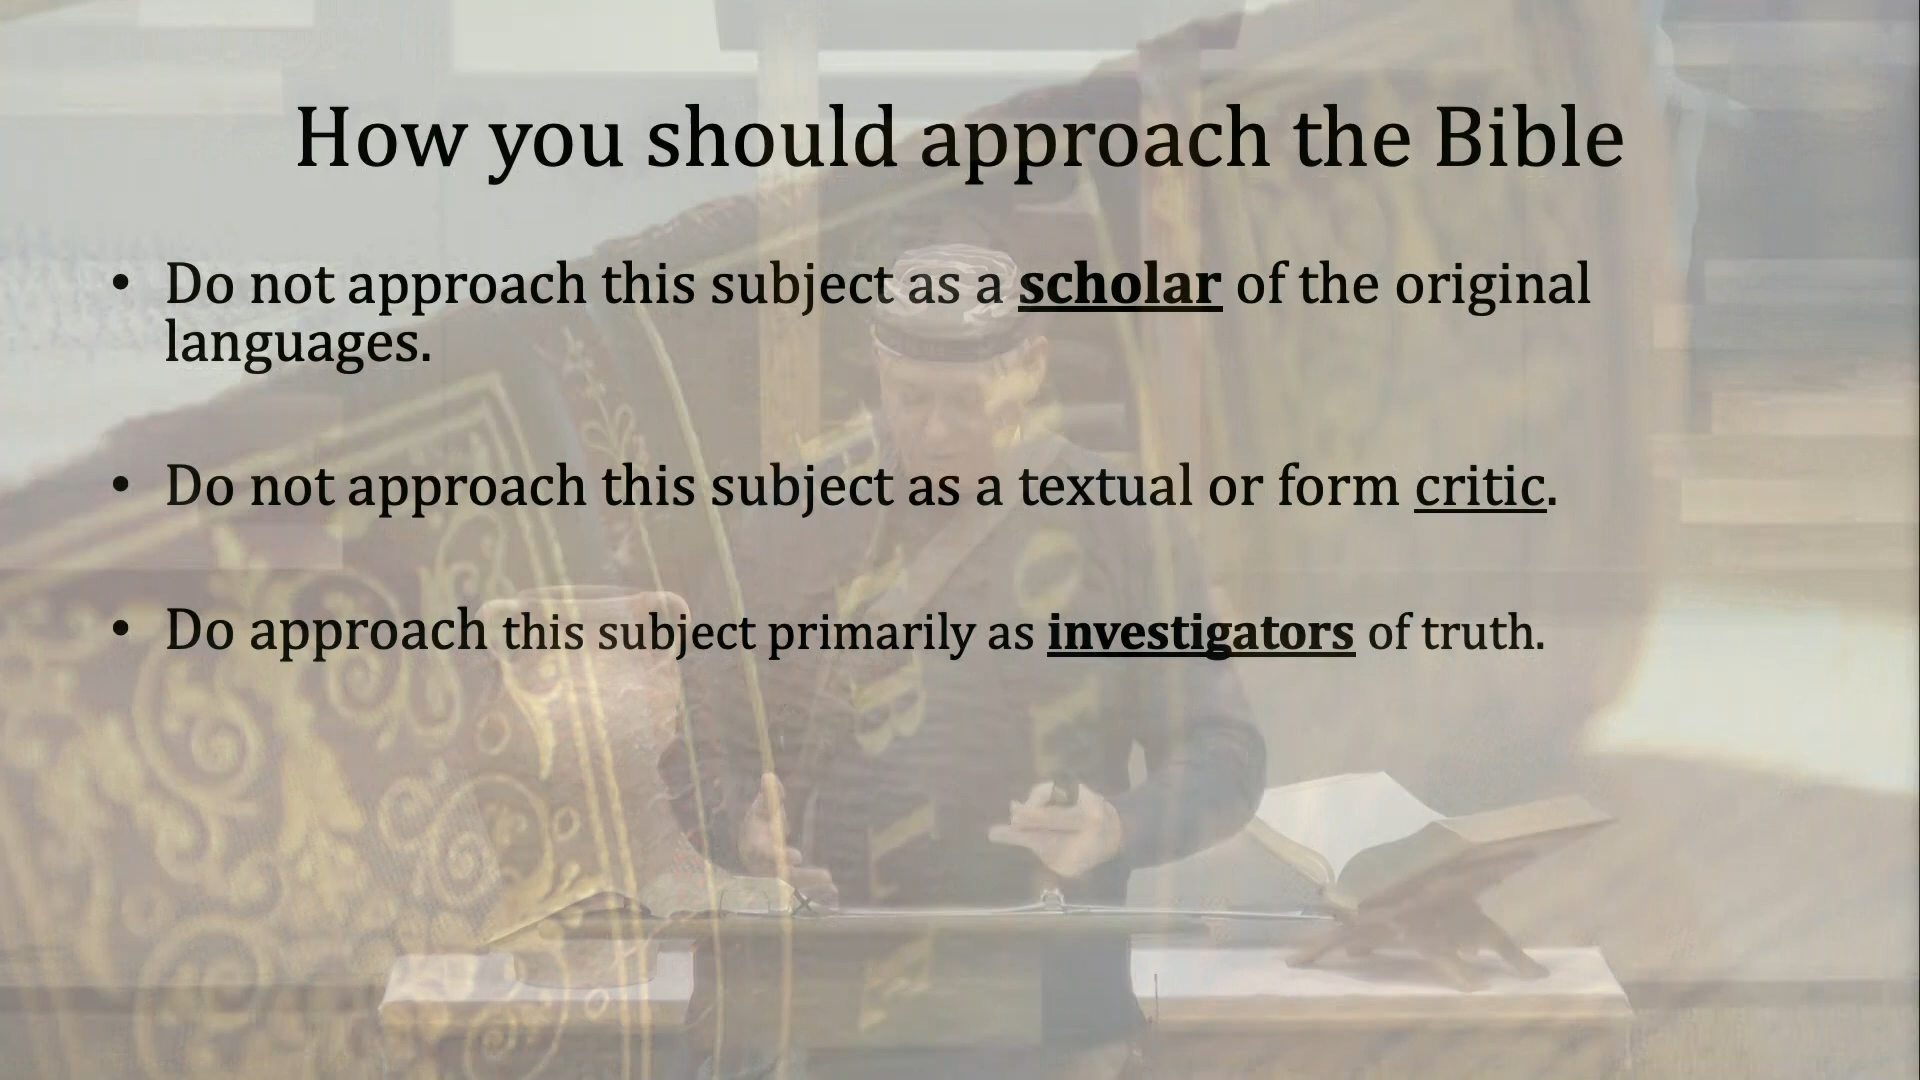 How you should approach the Bible
• Do not approach this subject as a scholar of the original
languages.
• Do not approach this subject as a textual or form critic.
• Do approach this subject primarily as investigators of truth.